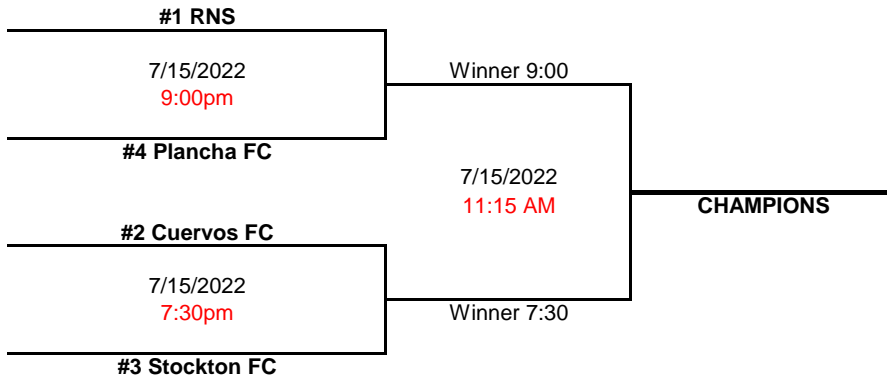 #1 RNS
7/15/2022
9:00pm
#4 Plancha FC
Winner 9:00
#2 Cuervos FC
7/15/2022
7:30pm
#3 Stockton FC
Winner 7:30
7/15/2022
11:15 AM
CHAMPIONS